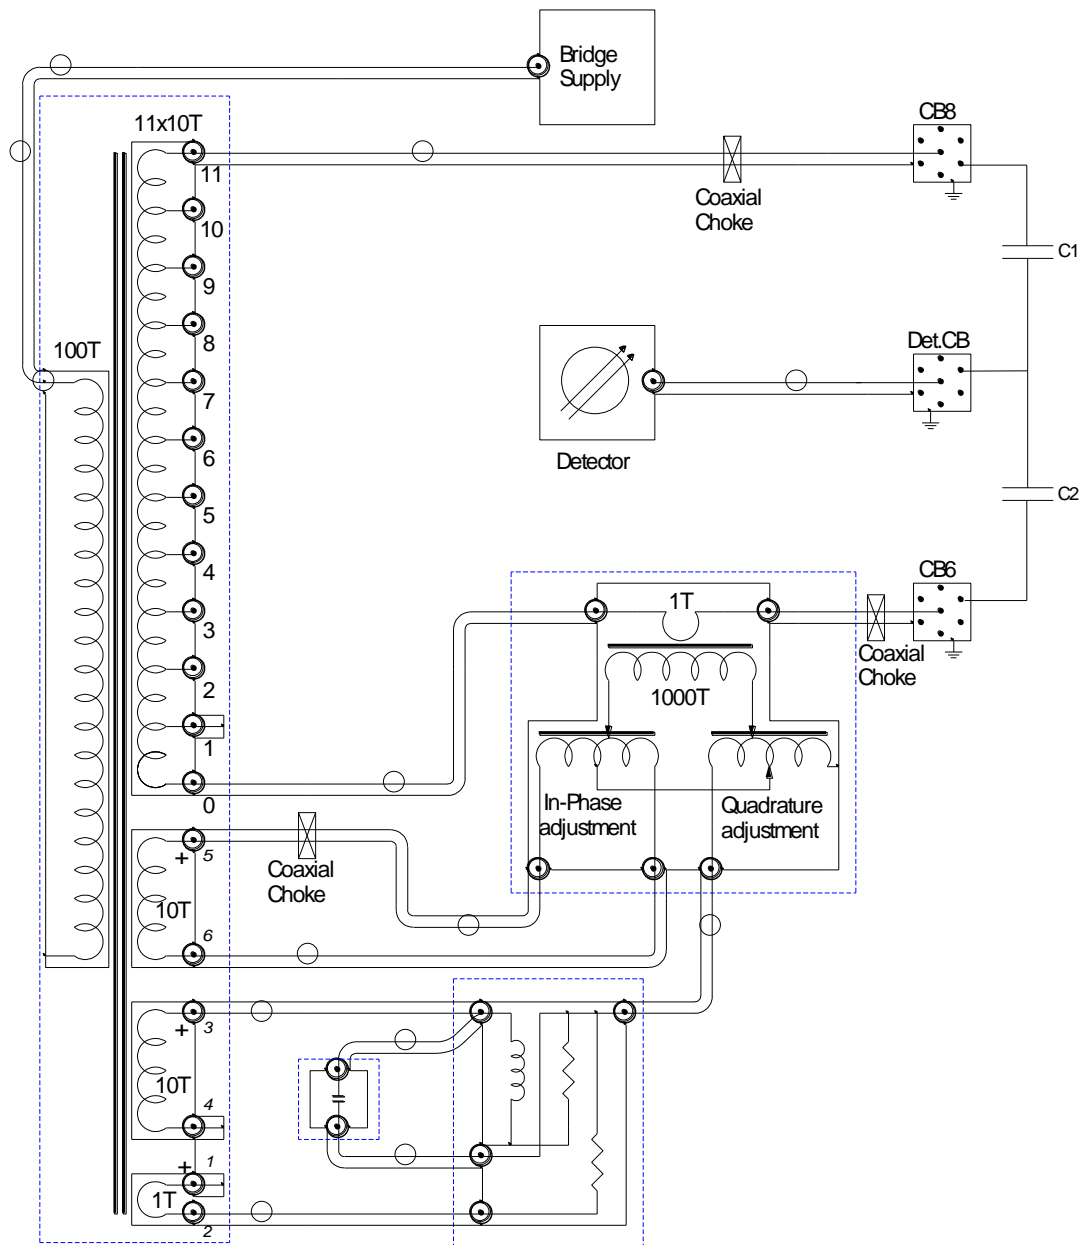 Bridge
Supply
11x10T
CB8
11
Coaxial
Choke
10
C1
9
8
100T
Det.CB
7
6
Detector
5
C2
4
CB6
3
1T
Coaxial
Choke
2
1000T
1
0
In-Phase
adjustment
Quadrature
adjustment
+
5
Coaxial
Choke
10T
6
+
3
10T
4
+
1
1T
2